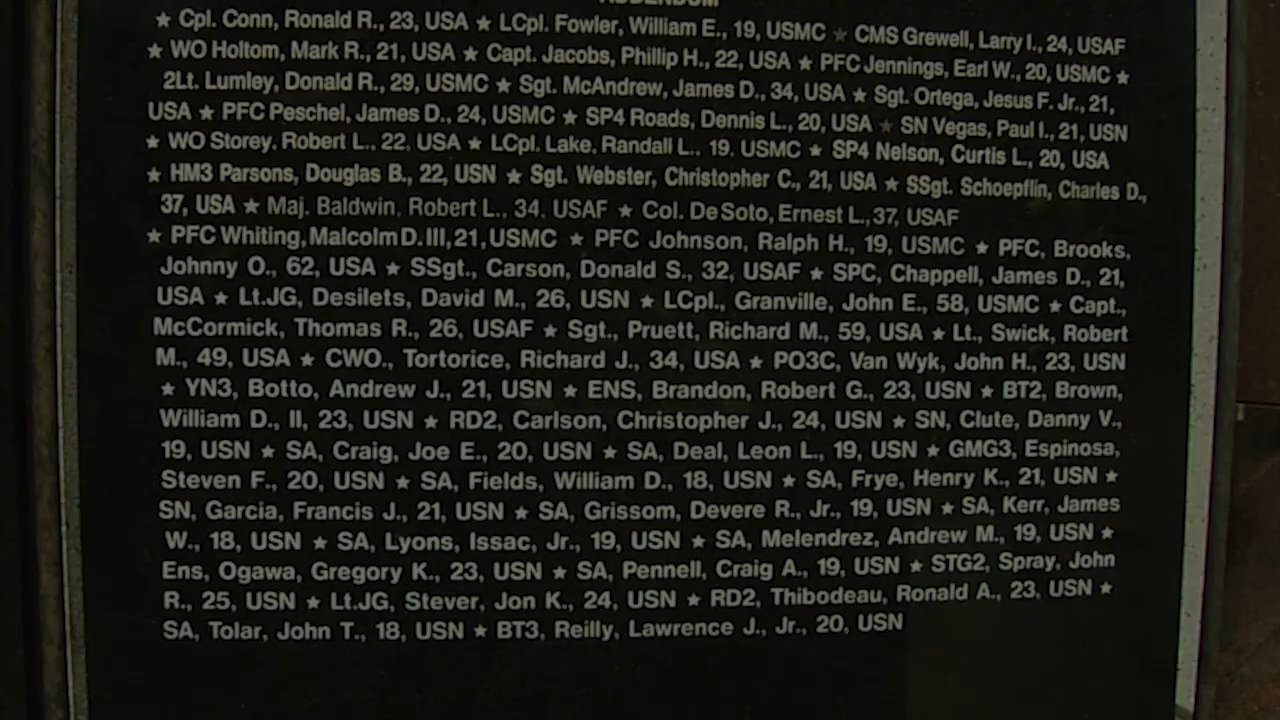 ADDENDUM
★ Cpl. Conn, Ronald R., 23, USA ★ LCpl. Fowler, William E., 19, USMC ★ CMS Grewell, Larry I., 24, USAF
★ WO Holtom, Mark R., 21, USA ★ Capt. Jacobs, Phillip H., 22, USA ★ PFC Jennings, Earl W., 20, USMC ★
2Lt. Lumley, Donald R., 29, USMC ★ Sgt. McAndrew, James D., 34, USA ★ Sgt. Ortega, Jesus F. Jr., 21,
USA ★ PFC Peschel, James D., 24, USMC ★ SP4 Roads, Dennis L., 20, USA ★ SN Vegas, Paul I., 21, USN
★ WO Storey, Robert L., 22, USA ★ LCpl. Lake, Randall L., 19, USMC ★ SP4 Nelson, Curtis L., 20, USA
★ HM3 Parsons, Douglas B., 22, USN ★ Sgt. Webster, Christopher C., 21, USA ★ SSgt. Schoepflin, Charles D.,
37, USA ★ Maj. Baldwin, Robert L., 34, USAF ★ Col. DeSoto, Ernest L., 37, USAF
★ PFC Whiting, Malcolm D. III, 21, USMC ★ PFC Johnson, Ralph H., 19, USMC ★ PFC, Brooks,
Johnny O., 62, USA ★ SSgt., Carson, Donald S., 32, USAF ★ SPC, Chappell, James D., 21,
USA ★ Lt.JG, Desilets, David M., 26, USN ★ LCpl., Granville, John E., 58, USMC ★ Capt.,
McCormick, Thomas R., 26, USAF ★ Sgt., Pruett, Richard M., 59, USA ★ Lt., Swick, Robert
M., 49, USA ★ CWO., Tortorice, Richard J., 34, USA ★ PO3C, Van Wyk, John H., 23, USN
★ YN3, Botto, Andrew J., 21, USN ★ ENS, Brandon, Robert G., 23, USN ★ BT2, Brown,
William D., II, 23, USN ★ RD2, Carlson, Christopher J., 24, USN ★ SN, Clute, Danny V.,
19, USN ★ SA, Craig, Joe E., 20, USN ★ SA, Deal, Leon L., 19, USN ★ GMG3, Espinosa,
Steven F., 20, USN ★ SA, Fields, William D., 18, USN ★ SA, Frye, Henry K., 21, USN ★
SN, Garcia, Francis J., 21, USN ★ SA, Grissom, Devere R., Jr., 19, USN ★ SA, Kerr, James
W., 18, USN ★ SA, Lyons, Issac, Jr., 19, USN ★ SA, Melendrez, Andrew M., 19, USN ★
Ens, Ogawa, Gregory K., 23, USN ★ SA, Pennell, Craig A., 19, USN ★ STG2, Spray, John
R., 25, USN ★ Lt.JG, Stever, Jon K., 24, USN ★ RD2, Thibodeau, Ronald A., 23, USN ★
SA, Tolar, John T., 18, USN ★ BT3, Reilly, Lawrence J., Jr., 20, USN